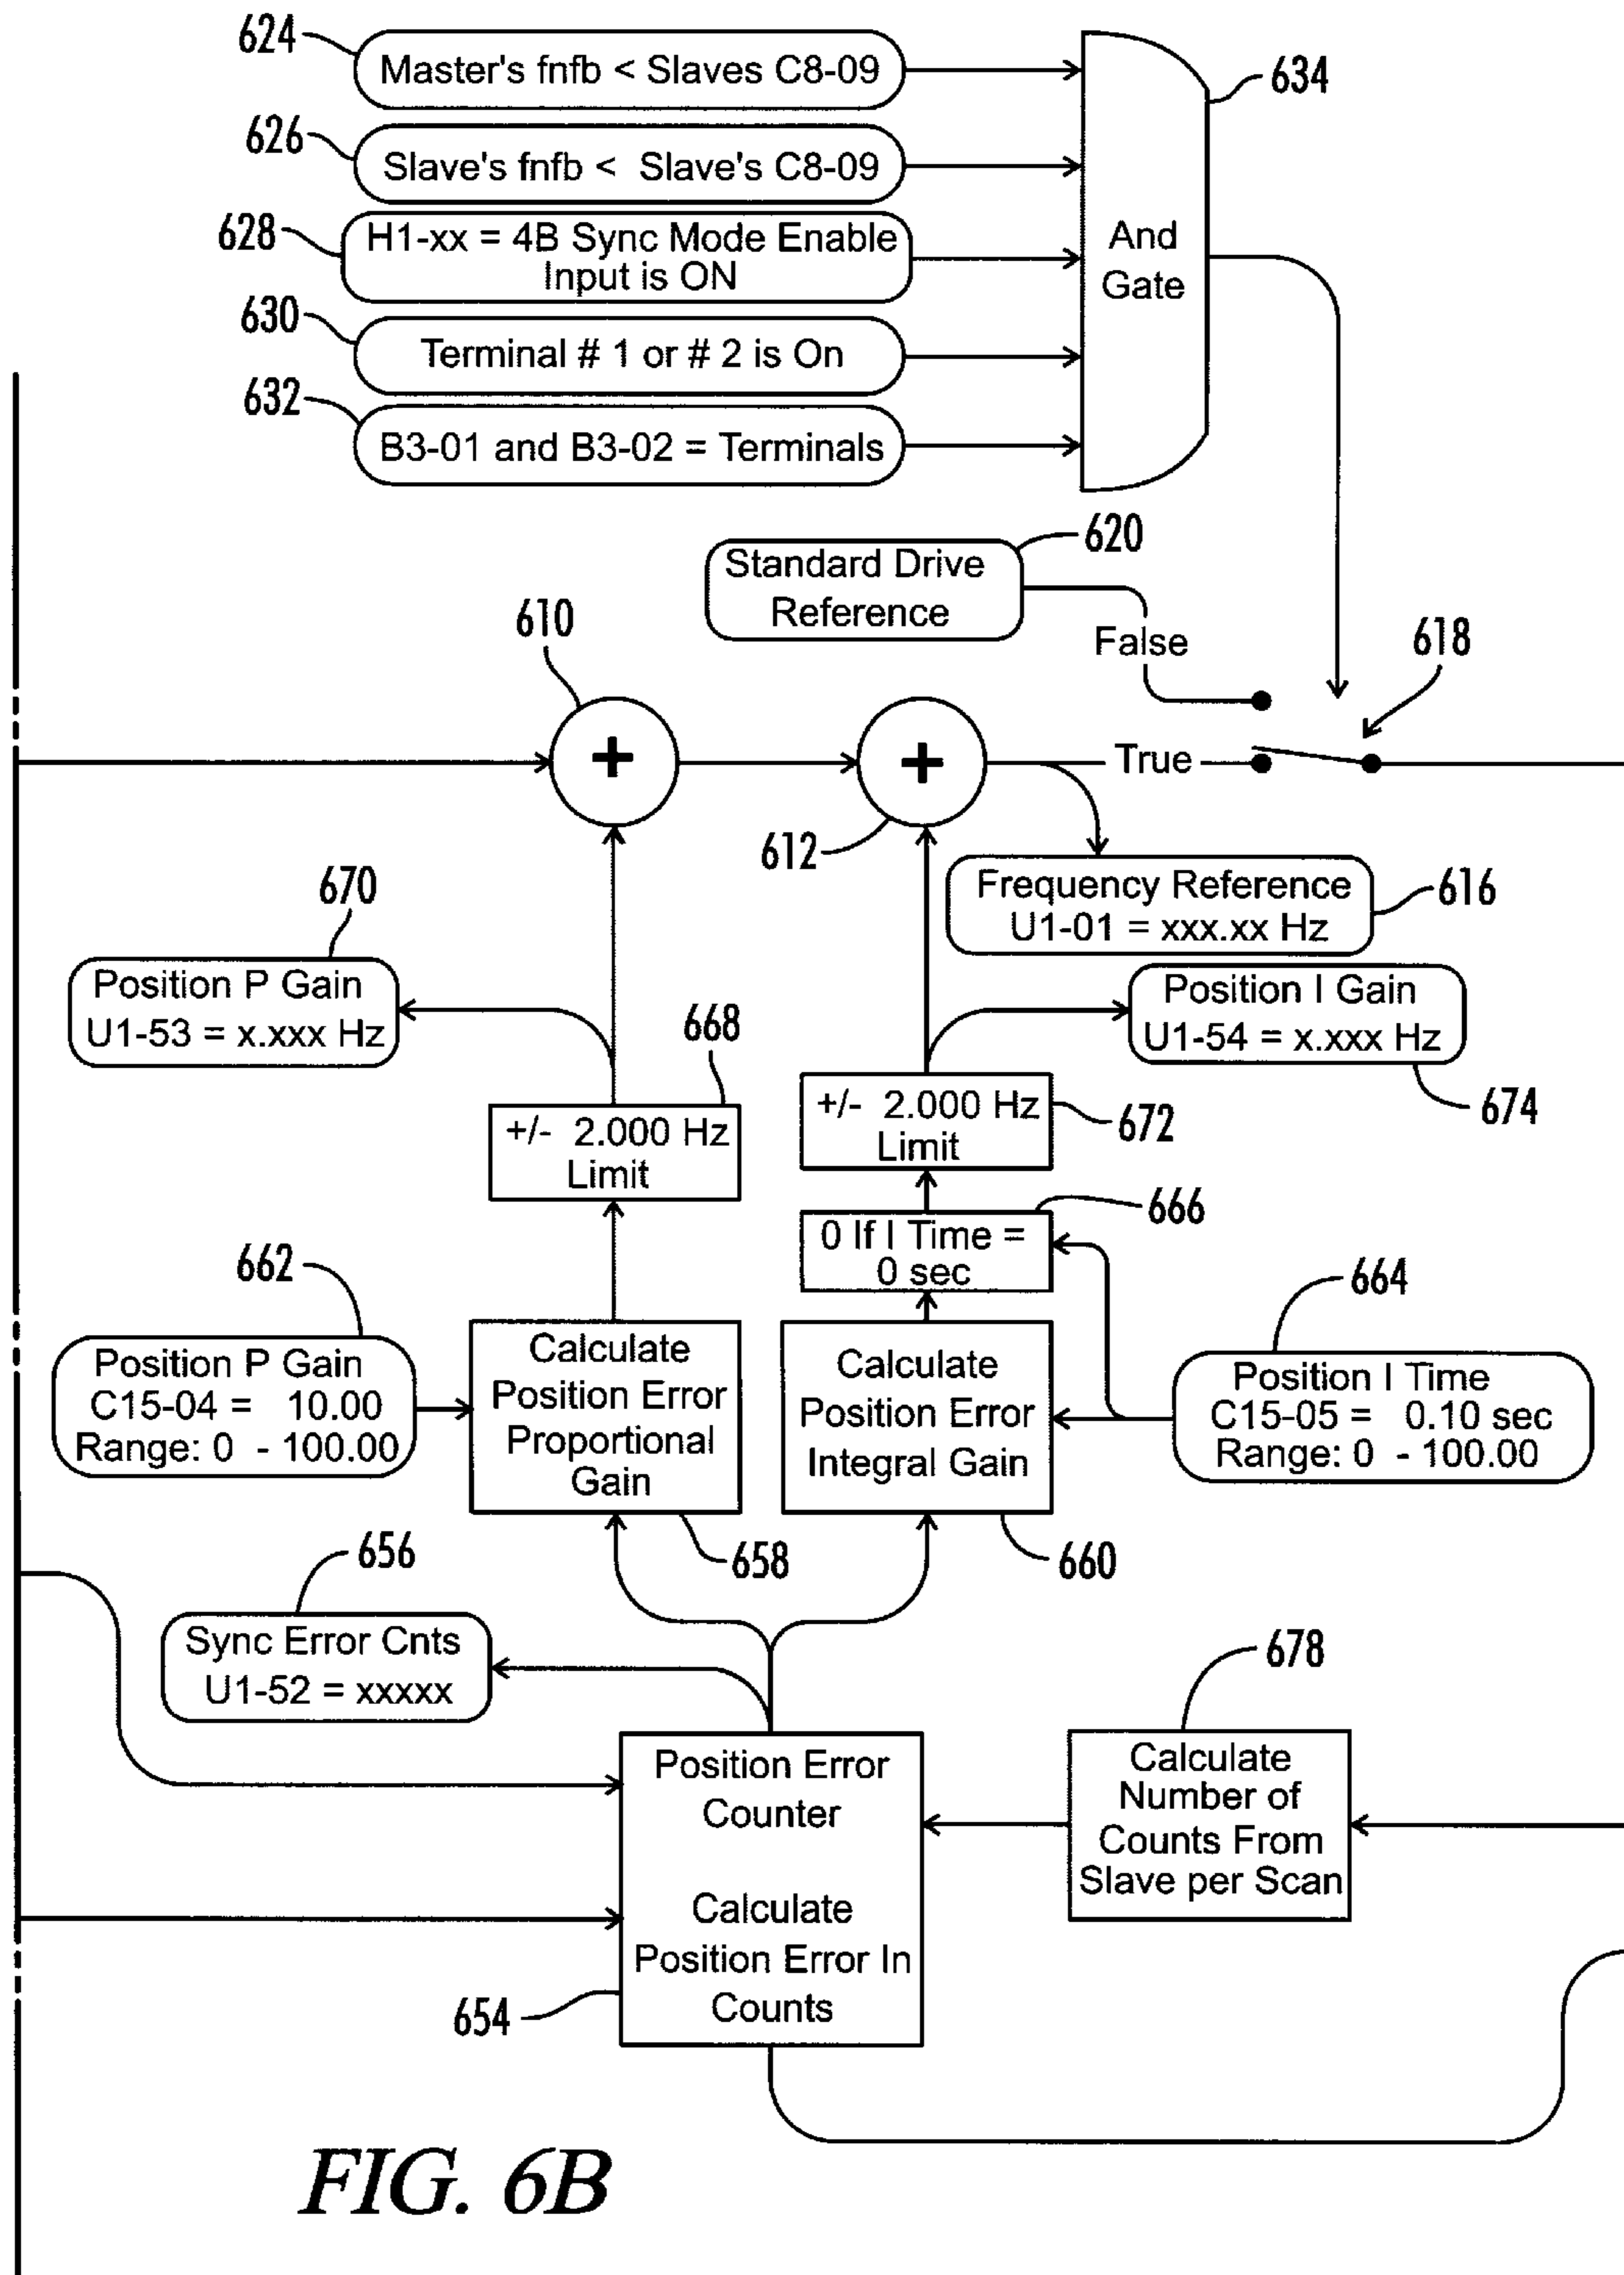 624
Master's fnfb < Slaves C8-09
634
626
Slave's fnfb < Slave's C8-09
628
H1-xx = 4B Sync Mode Enable
Input is ON
And
Gate
630
Terminal # 1 or # 2 is On
632
B3-01 and B3-02 = Terminals
620
Standard Drive
Reference
610
False
618
+
+
True
612
Frequency Reference
U1-01 = xxx.xx Hz
616
670
Position P Gain
U1-53 = x.xxx Hz
668
Position I Gain
U1-54 = x.xxx Hz
674
+/- 2.000 Hz
Limit
+/- 2.000 Hz
Limit
672
666
0 If I Time =
0 sec
662
664
Position P Gain
C15-04 = 10.00
Range: 0 - 100.00
Calculate
Position Error
Proportional
Gain
Calculate
Position Error
Integral Gain
Position I Time
C15-05 = 0.10 sec
Range: 0 - 100.00
656
658
660
Sync Error Cnts
U1-52 = xxxxx
678
Position Error
Counter
Calculate
Position Error In
Counts
Calculate
Number of
Counts From
Slave per Scan
654
FIG. 6B